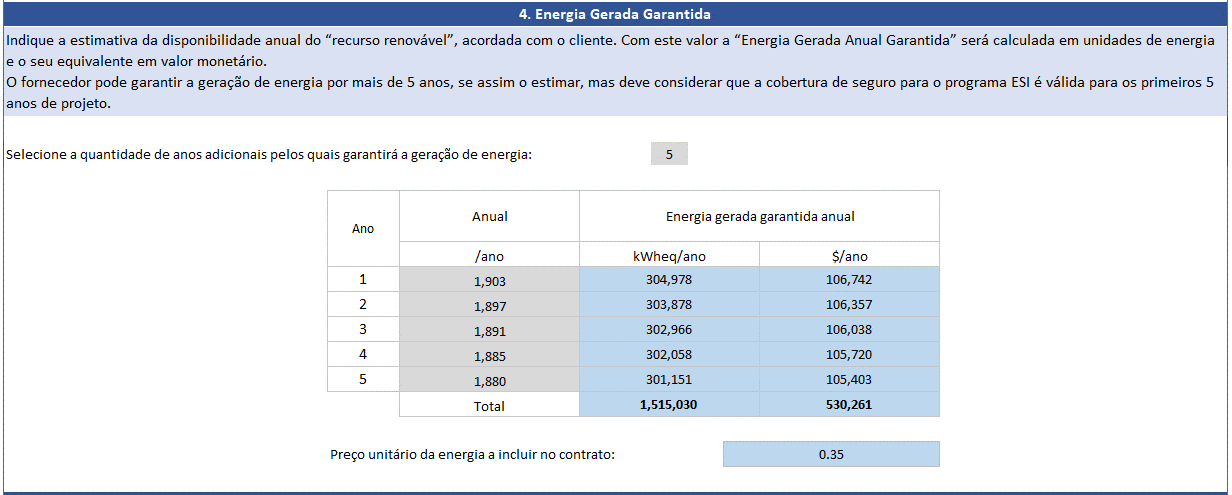 4. Energia Gerada Garantida
Indique a estimativa da disponibilidade anual do “recurso renovável”, acordada com o cliente. Com este valor a “Energia Gerada Anual Garantida” será calculada em unidades de energia
e o seu equivalente em valor monetário.
O fornecedor pode garantir a geração de energia por mais de 5 anos, se assim o estimar, mas deve considerar que a cobertura de seguro para o programa ESI é válida para os primeiros 5
anos de projeto.
Selecione a quantidade de anos adicionais pelos quais garantirá a geração de energia: 5
Ano Anual Energia gerada garantida anual
/ano kWheq/ano $/ano
1 1,903 304,978 106,742
2 1,897 303,878 106,357
3 1,891 302,966 106,038
4 1,885 302,058 105,720
5 1,880 301,151 105,403
Total 1,515,030 530,261
Preço unitário da energia a incluir no contrato: 0.35